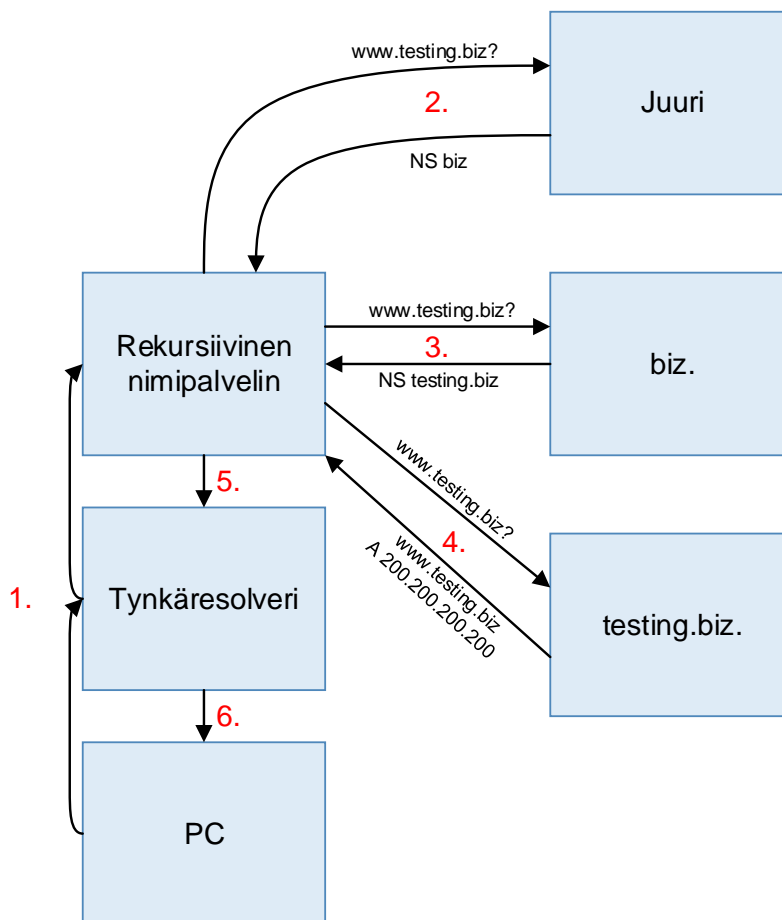 www.testing.biz?
2.
Juuri
NS biz
Rekursiivinen
nimipalvelin
www.testing.biz?
3.
NS testing.biz
biz.
5.
www.testing.biz?
4.
www.testing.biz
A 200.200.200.200
1.
Tynkäresolveri
testing.biz.
6.
PC